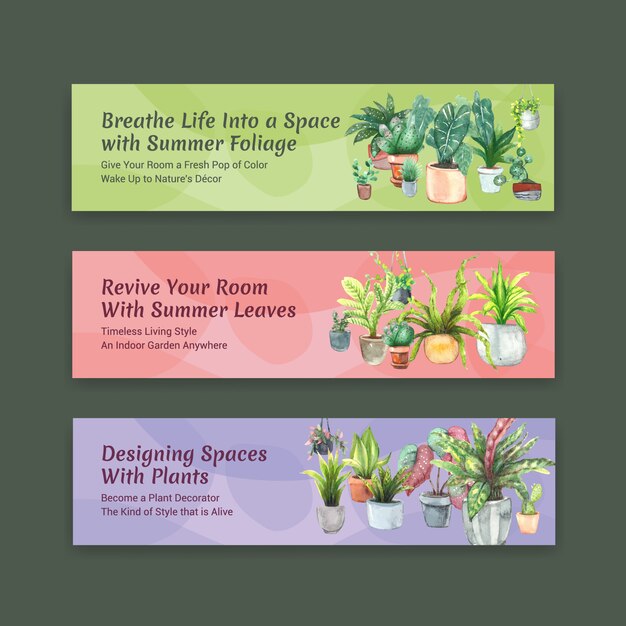 Breathe Life Into a Space
with Summer Foliage
Give Your Room a Fresh Pop of Color
Wake Up to Nature's Décor
Revive Your Room
With Summer Leaves
Timeless Living Style
An Indoor Garden Anywhere
Designing Spaces
With Plants
Become a Plant Decorator
The Kind of Style that is Alive